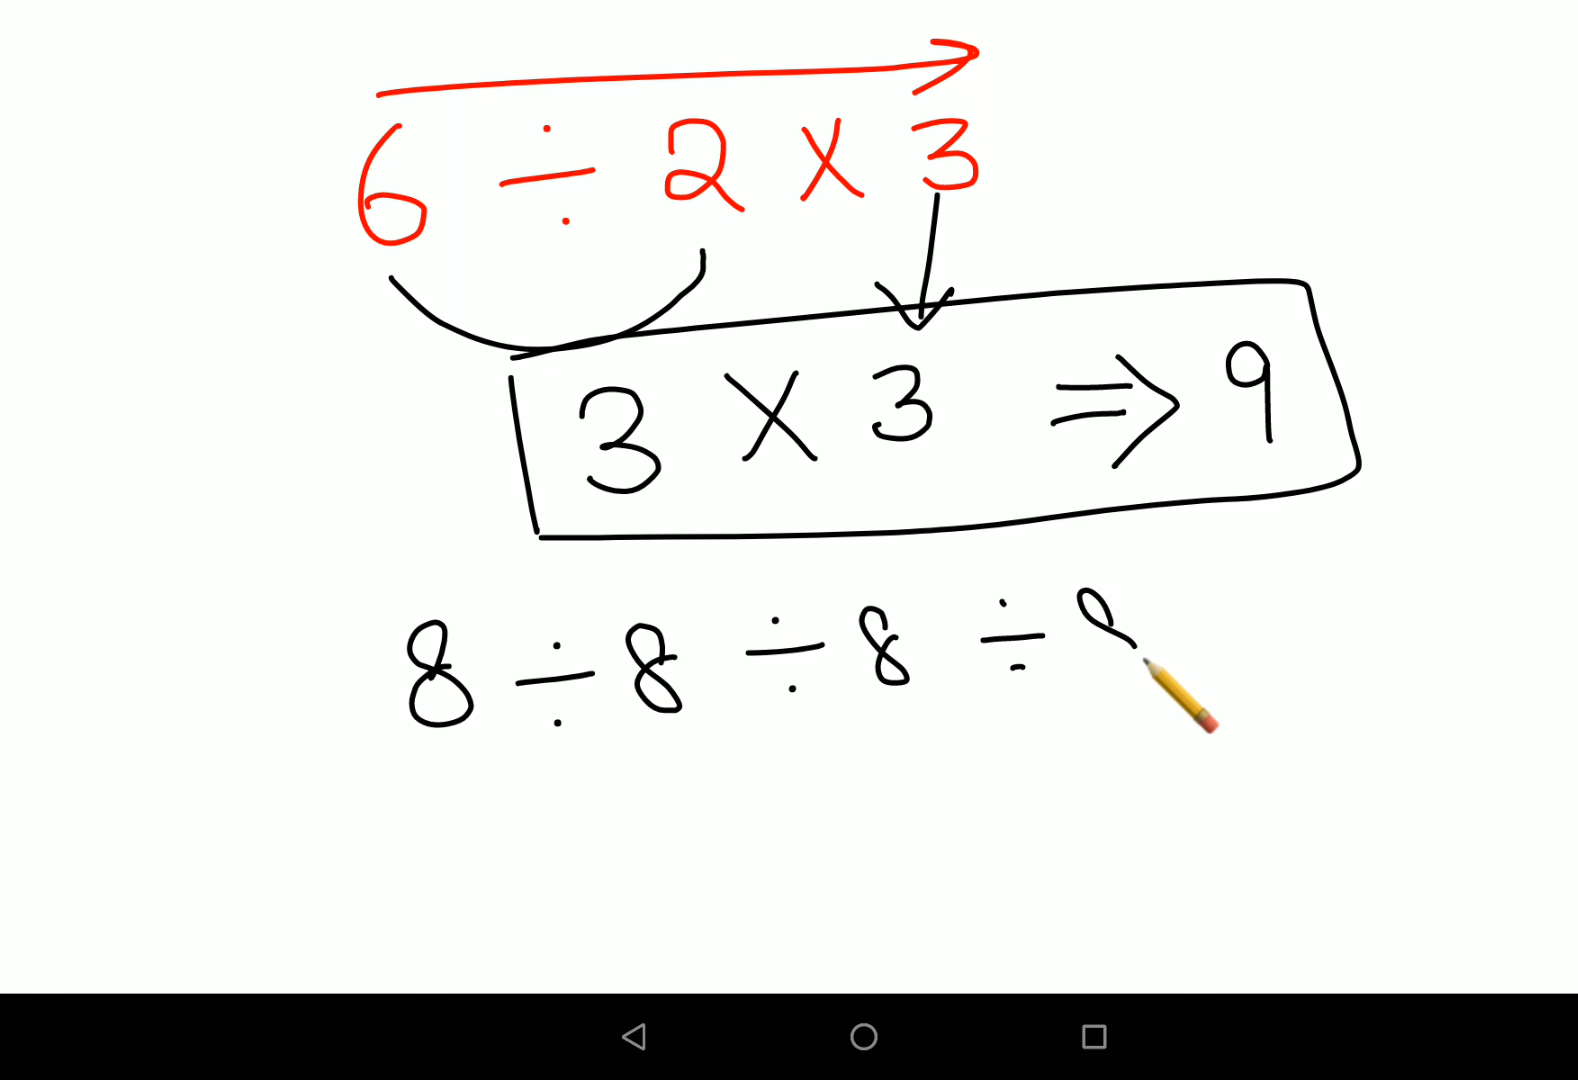 6 ÷ 2 × 3
3 × 3 ⇒ 9
8 ÷ 8 ÷ 8 ÷